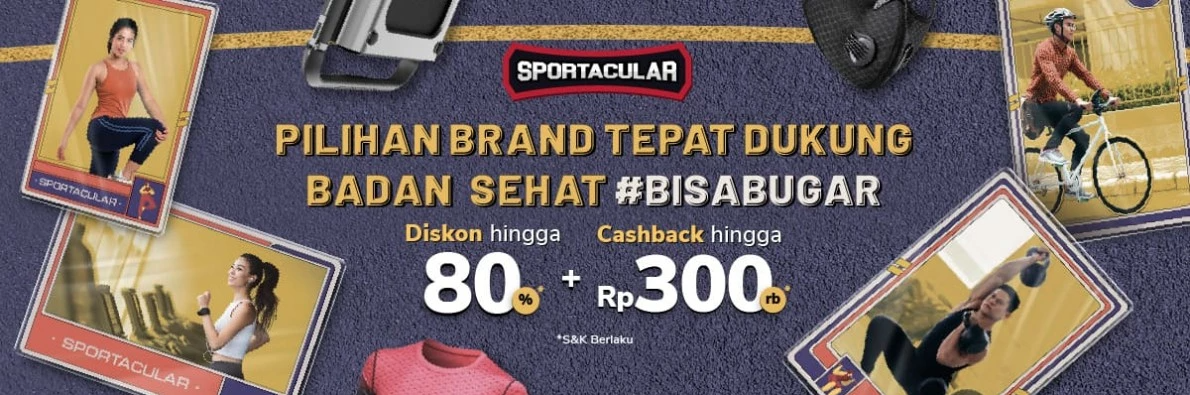 SPORTACULAR
PILIHAN BRAND TEPAT DUKUNG
BADAN SEHAT #BISABUGAR
Diskon hingga
80%*
+
Cashback hingga
Rp300rb*
*S&K Berlaku
· SPORTACULAR ·
· SPORTACULAR ·